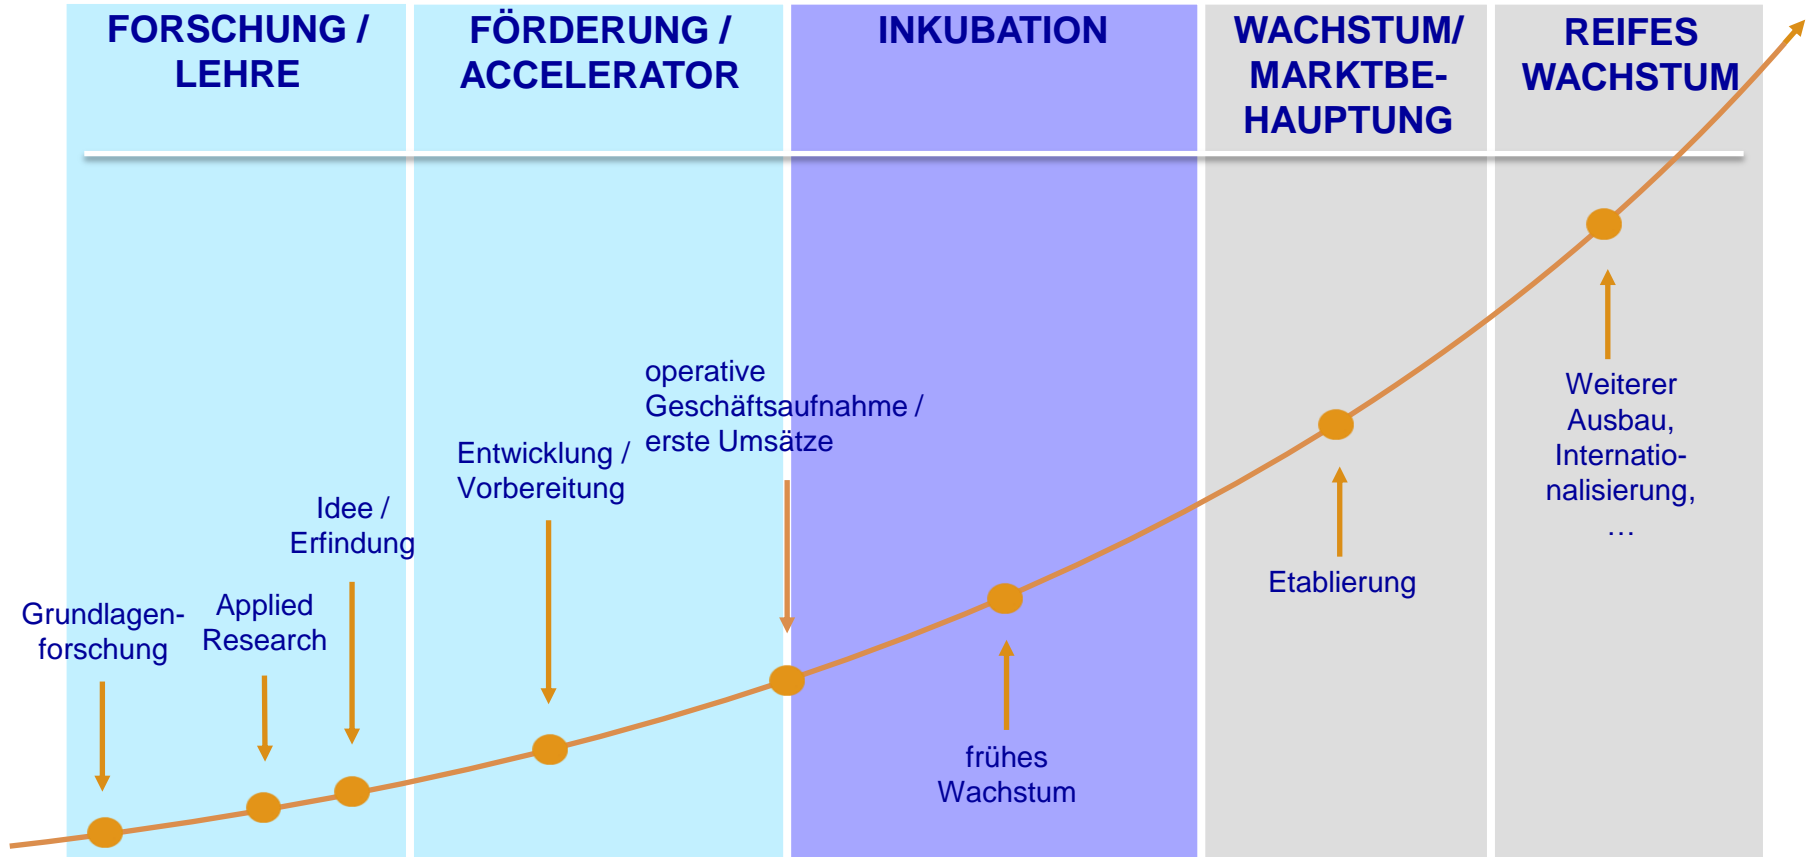 FORSCHUNG /
LEHRE
FÖRDERUNG /
ACCELERATOR
INKUBATION
WACHSTUM/
MARKTBE-
HAUPTUNG
REIFES
WACHSTUM
Grundlagen-
forschung
Applied
Research
Idee /
Erfindung
Entwicklung /
Vorbereitung
operative
Geschäftsaufnahme /
erste Umsätze
frühes
Wachstum
Etablierung
Weiterer
Ausbau,
Internatio-
nalisierung,
…